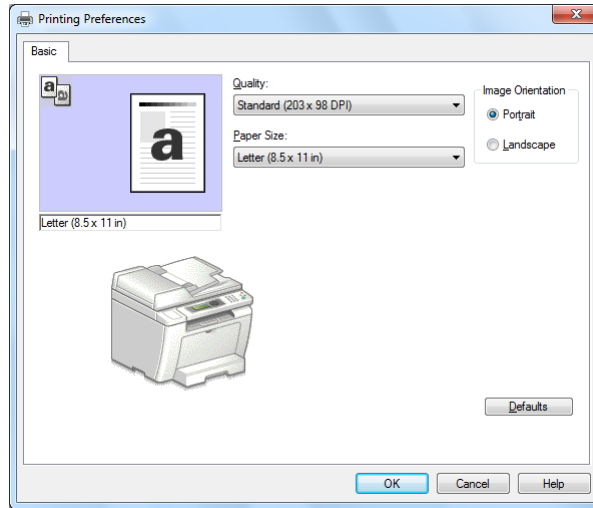 Printing Preferences
Basic
a
a
a
Letter (8.5 x 11 in)
Quality:
Standard (203 x 98 DPI)
Paper Size:
Letter (8.5 x 11 in)
Image Orientation
Portrait
Landscape
Defaults
OK
Cancel
Help